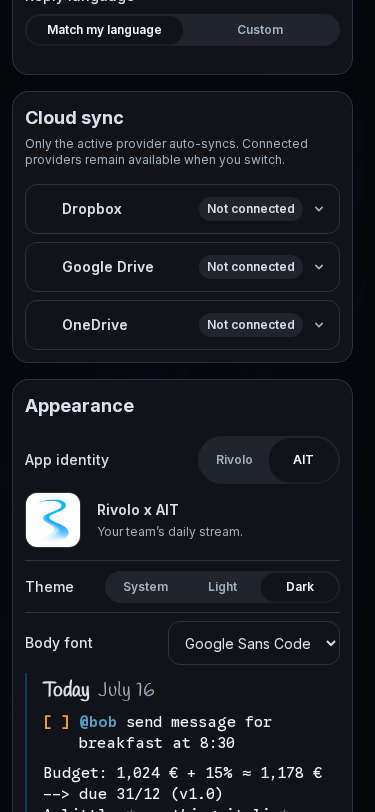 Match my language
Custom
Cloud sync
Only the active provider auto-syncs. Connected
providers remain available when you switch.
Dropbox
Not connected
Google Drive
Not connected
OneDrive
Not connected
Appearance
App identity
Rivolo
AIT
Rivolo x AIT
Your team's daily stream.
Theme
System
Light
Dark
Body font
Google Sans Code
Today July 16
[ ] @bob send message for
breakfast at 8:30
Budget: 1,024 € + 15% ≈ 1,178 €
—-> due 31/12 (v1.0)